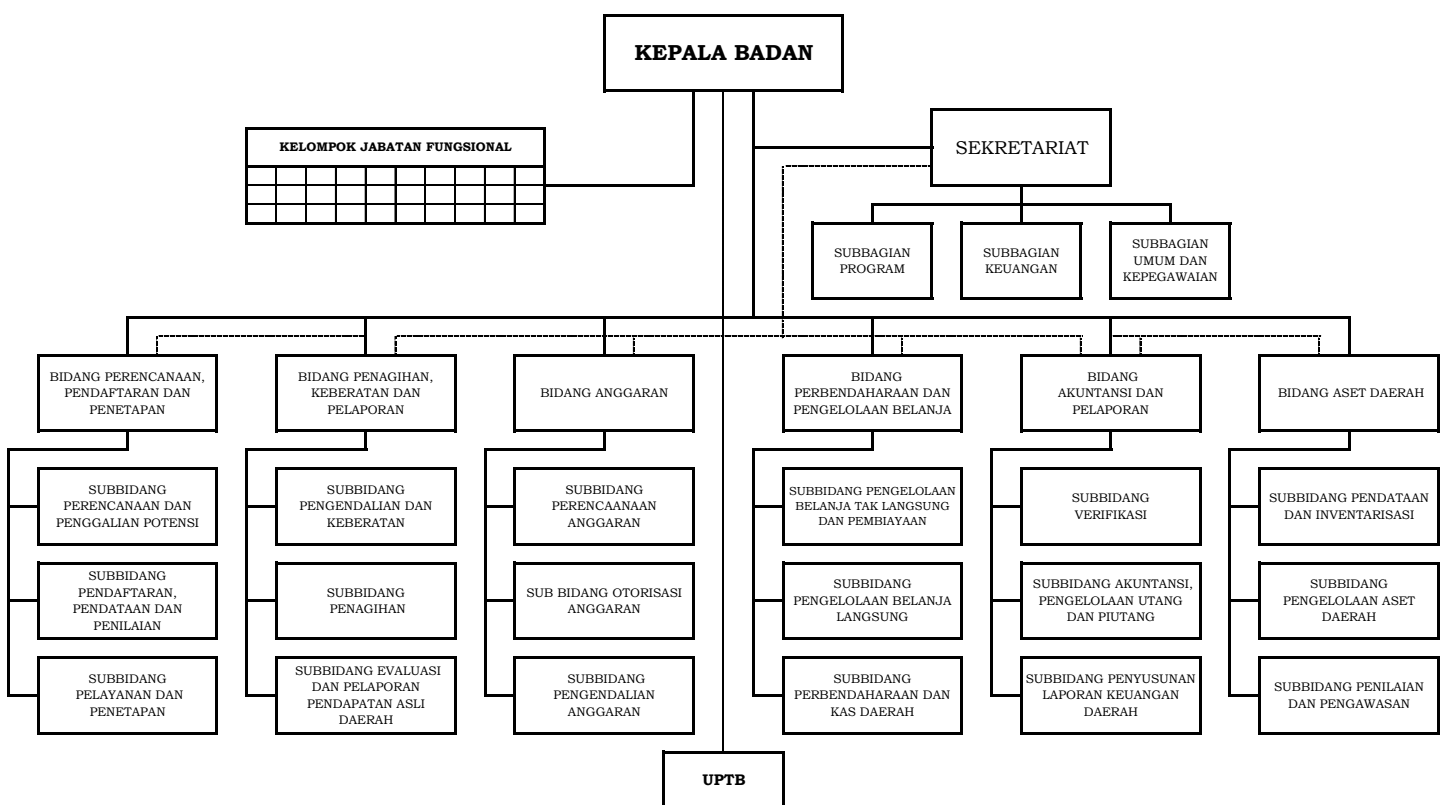 KEPALA BADAN
KELOMPOK JABATAN FUNGSIONAL
SEKRETARIAT
SUBBAGIAN
PROGRAM
SUBBAGIAN
KEUANGAN
SUBBAGIAN
UMUM DAN
KEPEGAWAIAN
BIDANG PERENCANAAN,
PENDAFTARAN DAN
PENETAPAN
BIDANG PENAGIHAN,
KEBERATAN DAN
PELAPORAN
BIDANG ANGGARAN
BIDANG
PERBENDAHARAAN DAN
PENGELOLAAN BELANJA
BIDANG
AKUNTANSI DAN
PELAPORAN
BIDANG ASET DAERAH
SUBBIDANG
PERENCANAAN DAN
PENGGALIAN POTENSI
SUBBIDANG
PENGENDALIAN DAN
KEBERATAN
SUBBIDANG
PERENCAANAAN
ANGGARAN
SUBBIDANG PENGELOLAAN
BELANJA TAK LANGSUNG
DAN PEMBIAYAAN
SUBBIDANG
VERIFIKASI
SUBBIDANG PENDATAAN
DAN INVENTARISASI
SUBBIDANG
PENDAFTARAN,
PENDATAAN DAN
PENILAIAN
SUBBIDANG
PENAGIHAN
SUB BIDANG OTORISASI
ANGGARAN
SUBBIDANG
PENGELOLAAN BELANJA
LANGSUNG
SUBBIDANG AKUNTANSI,
PENGELOLAAN UTANG
DAN PIUTANG
SUBBIDANG
PENGELOLAAN ASET
DAERAH
SUBBIDANG
PELAYANAN DAN
PENETAPAN
SUBBIDANG EVALUASI
DAN PELAPORAN
PENDAPATAN ASLI
DAERAH
SUBBIDANG
PENGENDALIAN
ANGGARAN
SUBBIDANG
PERBENDAHARAAN DAN
KAS DAERAH
SUBBIDANG PENYUSUNAN
LAPORAN KEUANGAN
DAERAH
SUBBIDANG PENILAIAN
DAN PENGAWASAN
UPTB